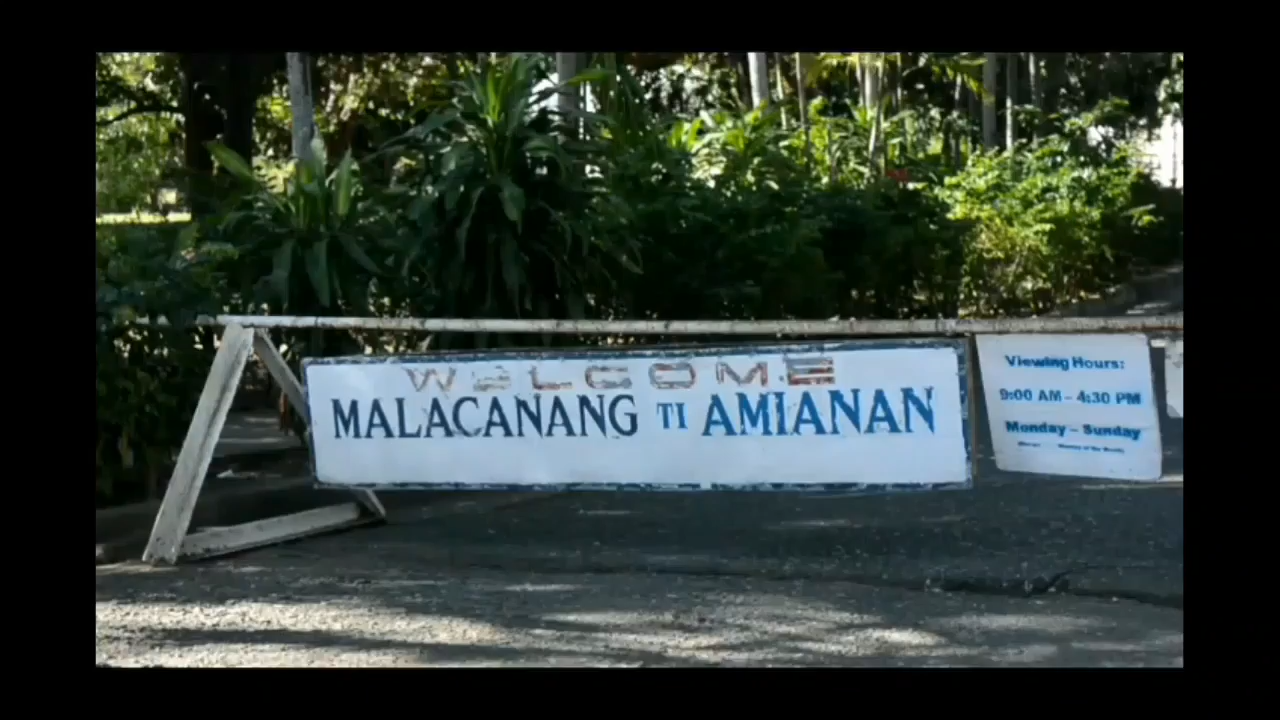 WELCOME
MALACANANG TI AMIANAN
Viewing Hours:
9:00 AM - 4:30 PM
Monday - Sunday